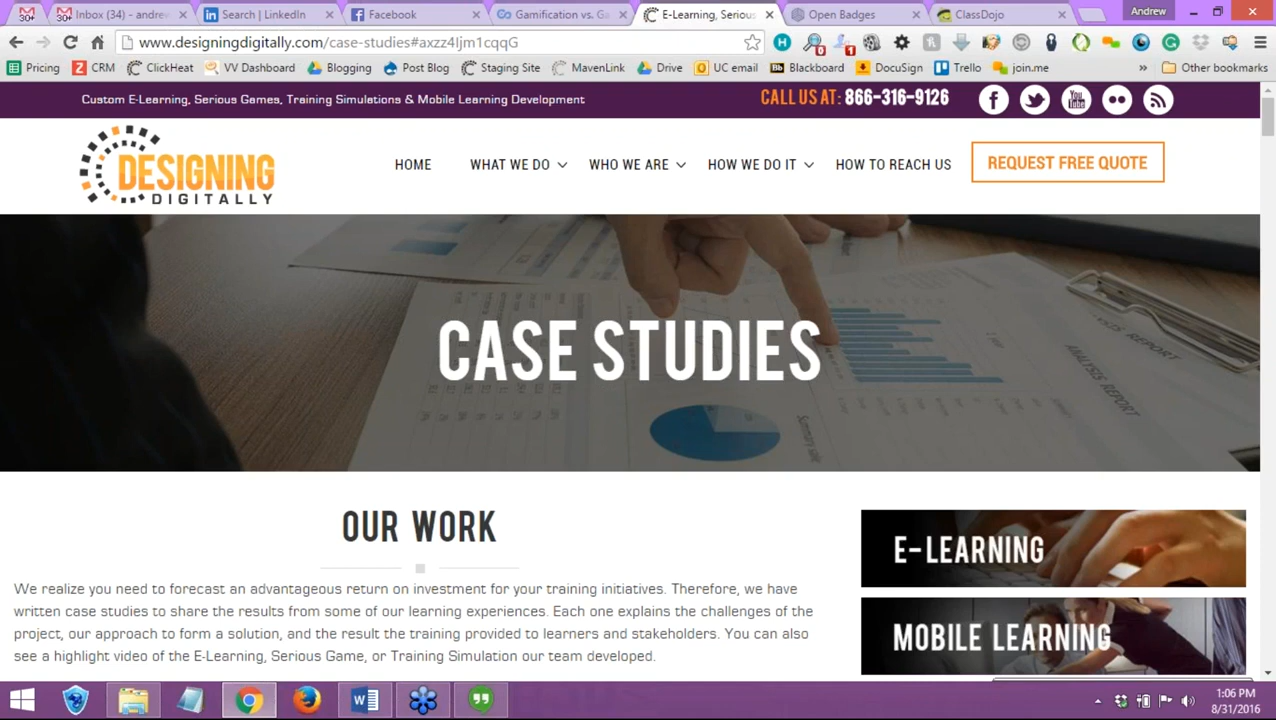 Inbox (34) - andrew
Search | LinkedIn
Facebook
Gamification vs. Ga
E-Learning, Serious
Open Badges
ClassDojo
Andrew
www.designingdigitally.com/case-studies#axzz4Ijm1cqqG
Pricing
CRM
ClickHeat
VV Dashboard
Blogging
Post Blog
Staging Site
MavenLink
Drive
UC email
Blackboard
DocuSign
Trello
join.me
»
Other bookmarks
Custom E-Learning, Serious Games, Training Simulations & Mobile Learning Development
CALL US AT: 866-316-9126
DESIGNING
DIGITALLY
HOME
WHAT WE DO
WHO WE ARE
HOW WE DO IT
HOW TO REACH US
REQUEST FREE QUOTE
CASE STUDIES
ANALYSIS REPORT
OUR WORK
We realize you need to forecast an advantageous return on investment for your training initiatives. Therefore, we have
written case studies to share the results from some of our learning experiences. Each one explains the challenges of the
project, our approach to form a solution, and the result the training provided to learners and stakeholders. You can also
see a highlight video of the E-Learning, Serious Game, or Training Simulation our team developed.
E-LEARNING
MOBILE LEARNING
1:06 PM
8/31/2016